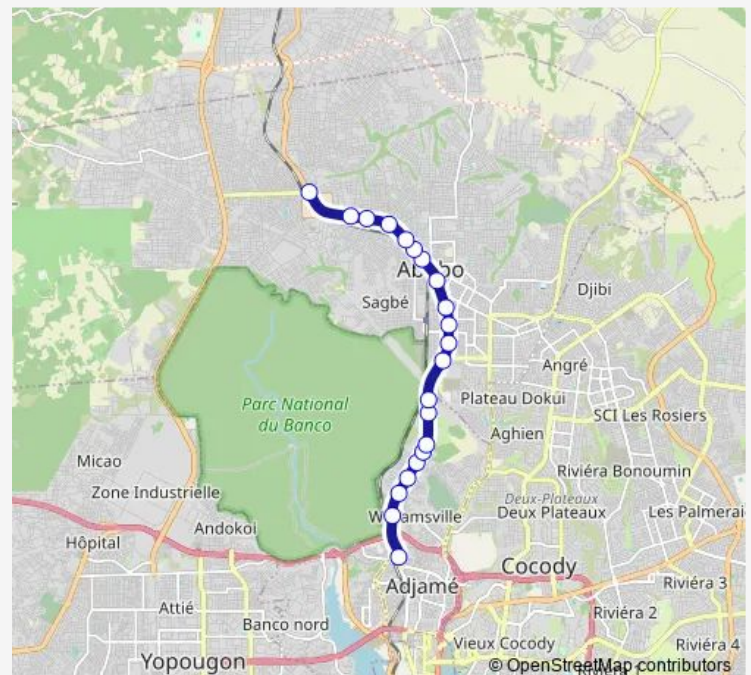 Abobo
Sagbé
Djibi
Angré
Parc National
du Banco
Plateau Dokui
SCI Les Rosiers
Aghien
Micao
Riviéra Bonoumin
Zone Industrielle
Deux-Plateaux
Deux Plateaux
Les Palmerai
Williamsville
Andokoi
Hôpital
Cocody
Adjamé
Riviéra 3
Attié
Riviéra 2
Banco nord
Vieux Cocody
Riviéra 4
Yopougon
© OpenStreetMap contributors